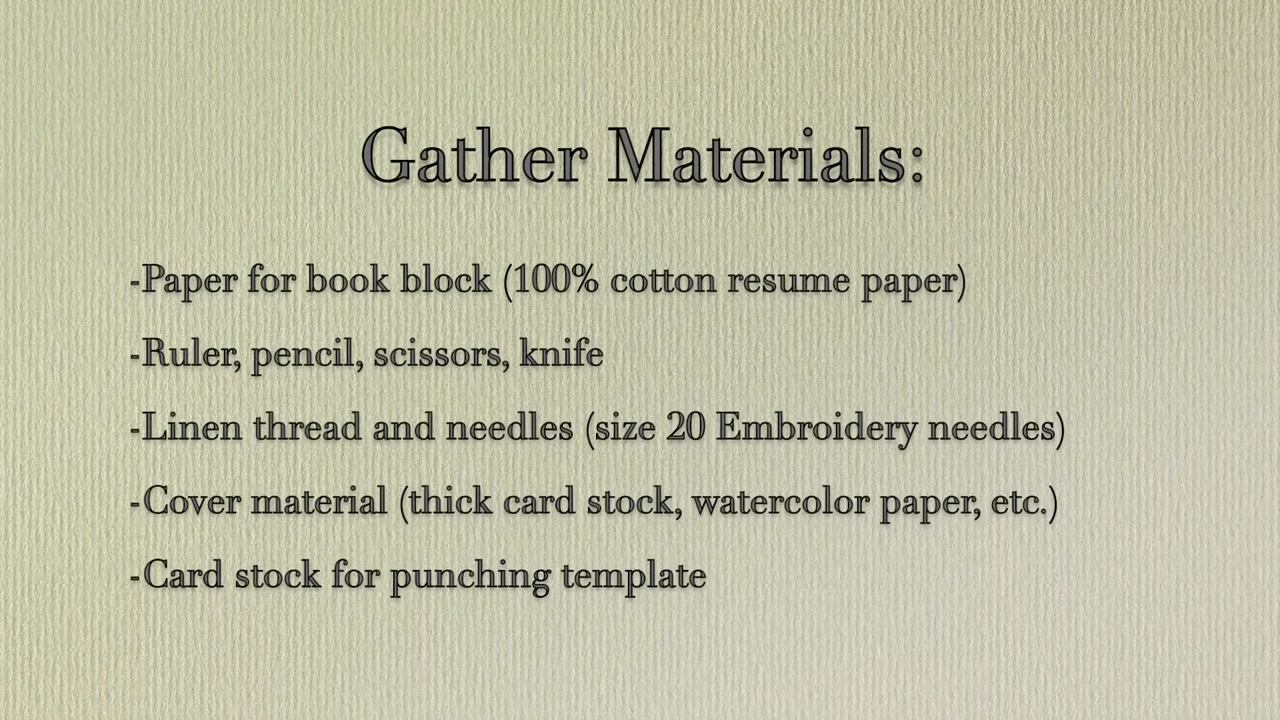 Gather Materials:
-Paper for book block (100% cotton resume paper)
-Ruler, pencil, scissors, knife
-Linen thread and needles (size 20 Embroidery needles)
-Cover material (thick card stock, watercolor paper, etc.)
-Card stock for punching template